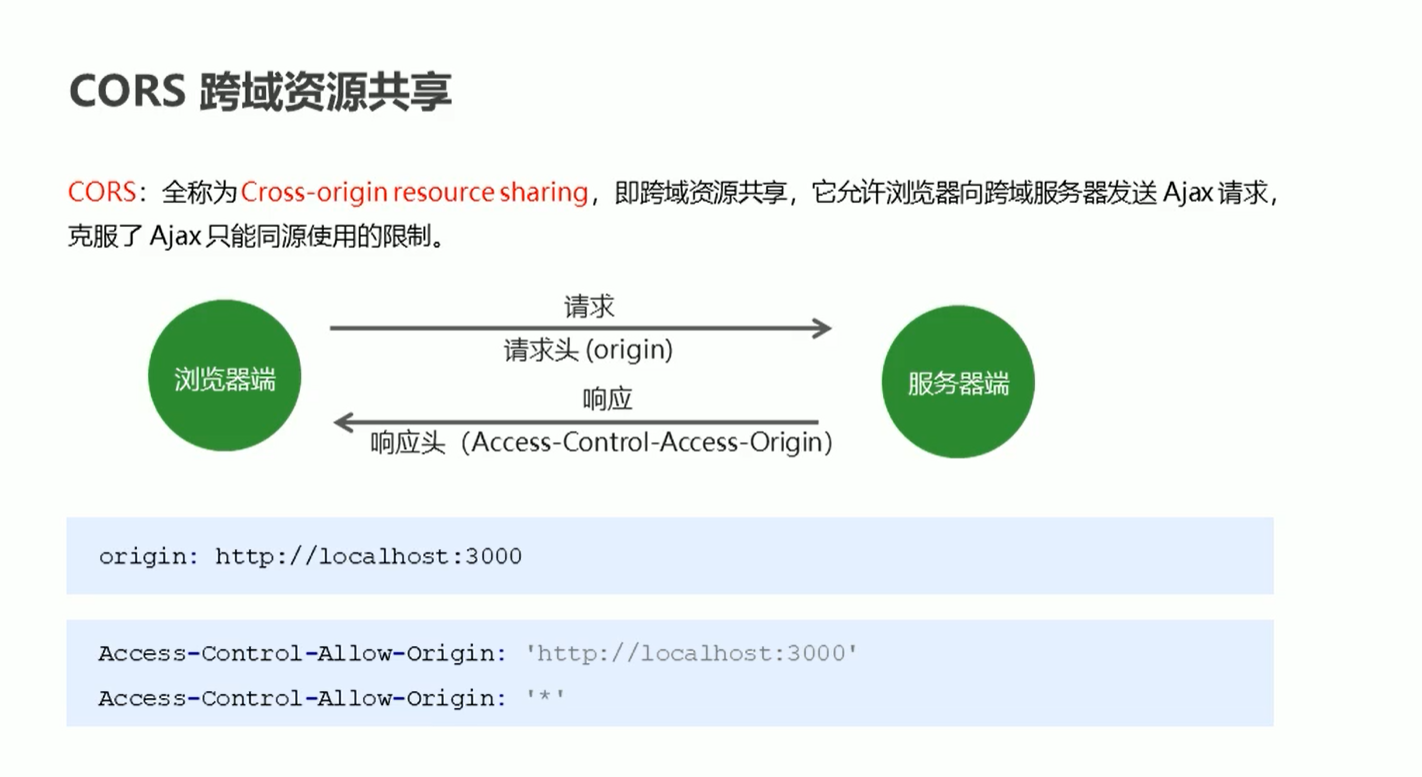 CORS 跨域资源共享
CORS：全称为 Cross-origin resource sharing，即跨域资源共享，它允许浏览器向跨域服务器发送 Ajax 请求，
克服了 Ajax 只能同源使用的限制。
请求
请求头 (origin)
浏览器端
服务器端
响应
响应头（Access-Control-Access-Origin）
origin: http://localhost:3000
Access-Control-Allow-Origin: 'http://localhost:3000'
Access-Control-Allow-Origin: '*'